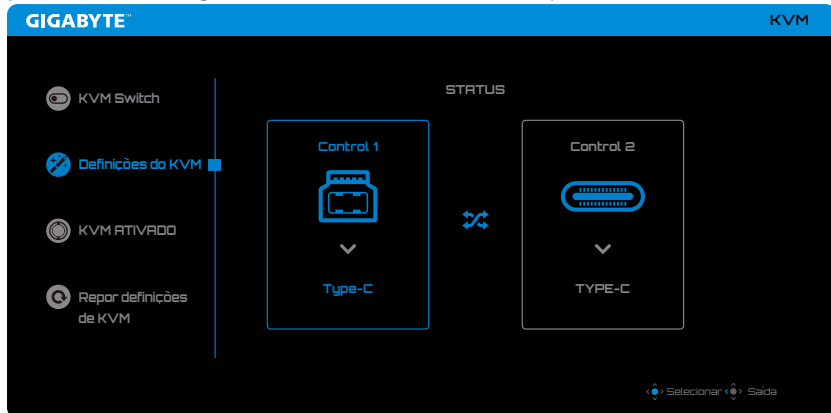 GIGABYTE™
KVM
KVM Switch
Definições do KVM
KVM ATIVADO
Repor definições
de KVM
STATUS
Control 1
Type-C
Control 2
TYPE-C
Selecionar
Saída